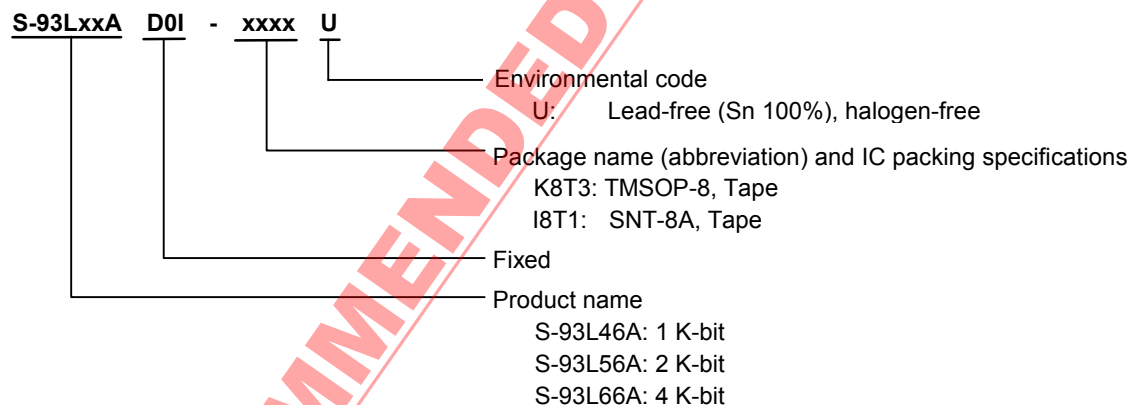 S-93LxxA D0I - xxxx U
Environmental code
U: Lead-free (Sn 100%), halogen-free
Package name (abbreviation) and IC packing specifications
K8T3: TMSOP-8, Tape
I8T1: SNT-8A, Tape
Fixed
Product name
S-93L46A: 1 K-bit
S-93L56A: 2 K-bit
S-93L66A: 4 K-bit
MMENDED